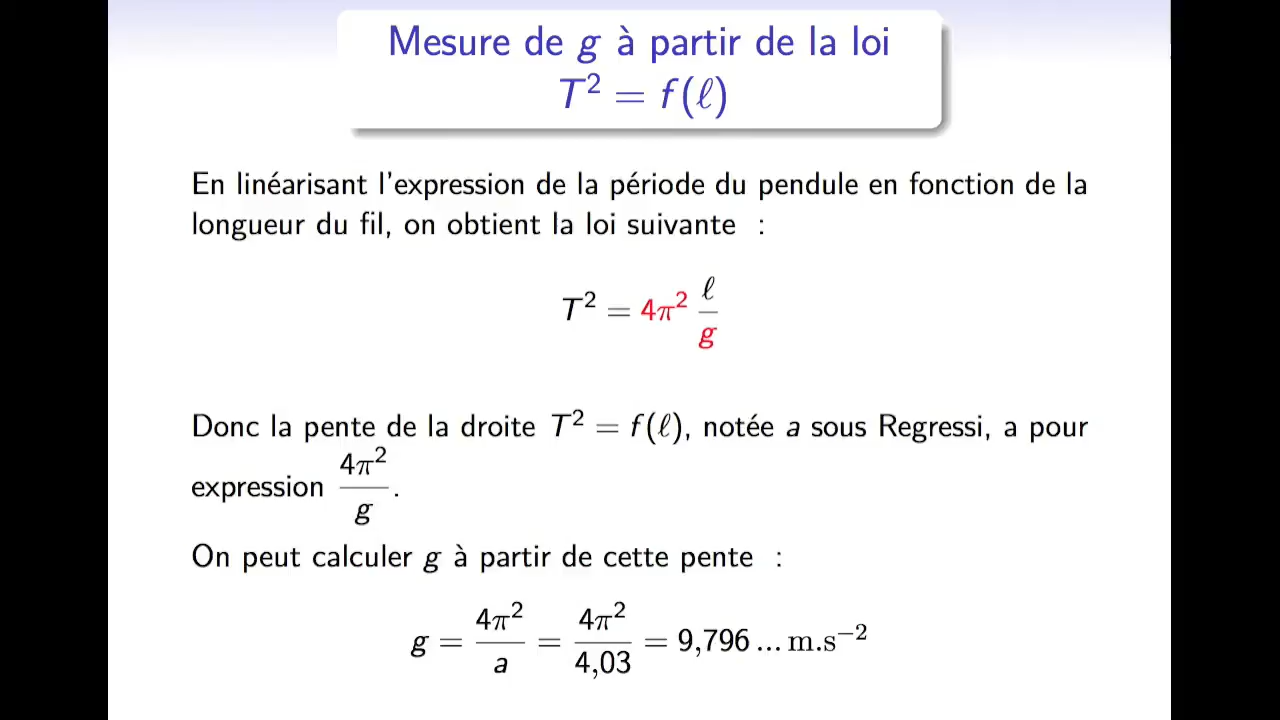 Mesure de g à partir de la loi
T² = f(ℓ)
En linéarisant l'expression de la période du pendule en fonction de la
longueur du fil, on obtient la loi suivante :
T² = 4π² ℓ/g
Donc la pente de la droite T² = f(ℓ), notée a sous Regressi, a pour
expression 4π²/g.
On peut calculer g à partir de cette pente :
g = 4π²/a = 4π²/4,03 = 9,796 ... m.s⁻²